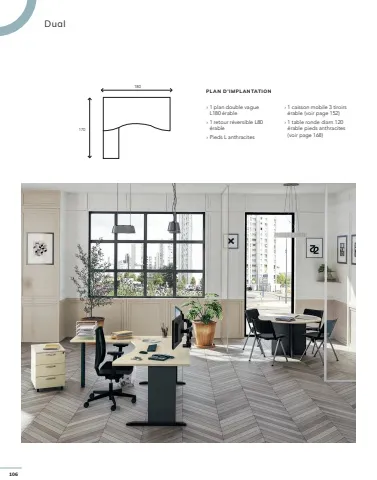 Dual
180
170
PLAN D'IMPLANTATION
› 1 plan double vague
L180 érable
› 1 retour réversible L80
érable
› Pieds L anthracites
› 1 caisson mobile 3 tiroirs
érable (voir page 152)
› 1 table ronde diam.120
érable pieds anthracites
(voir page 168)
106